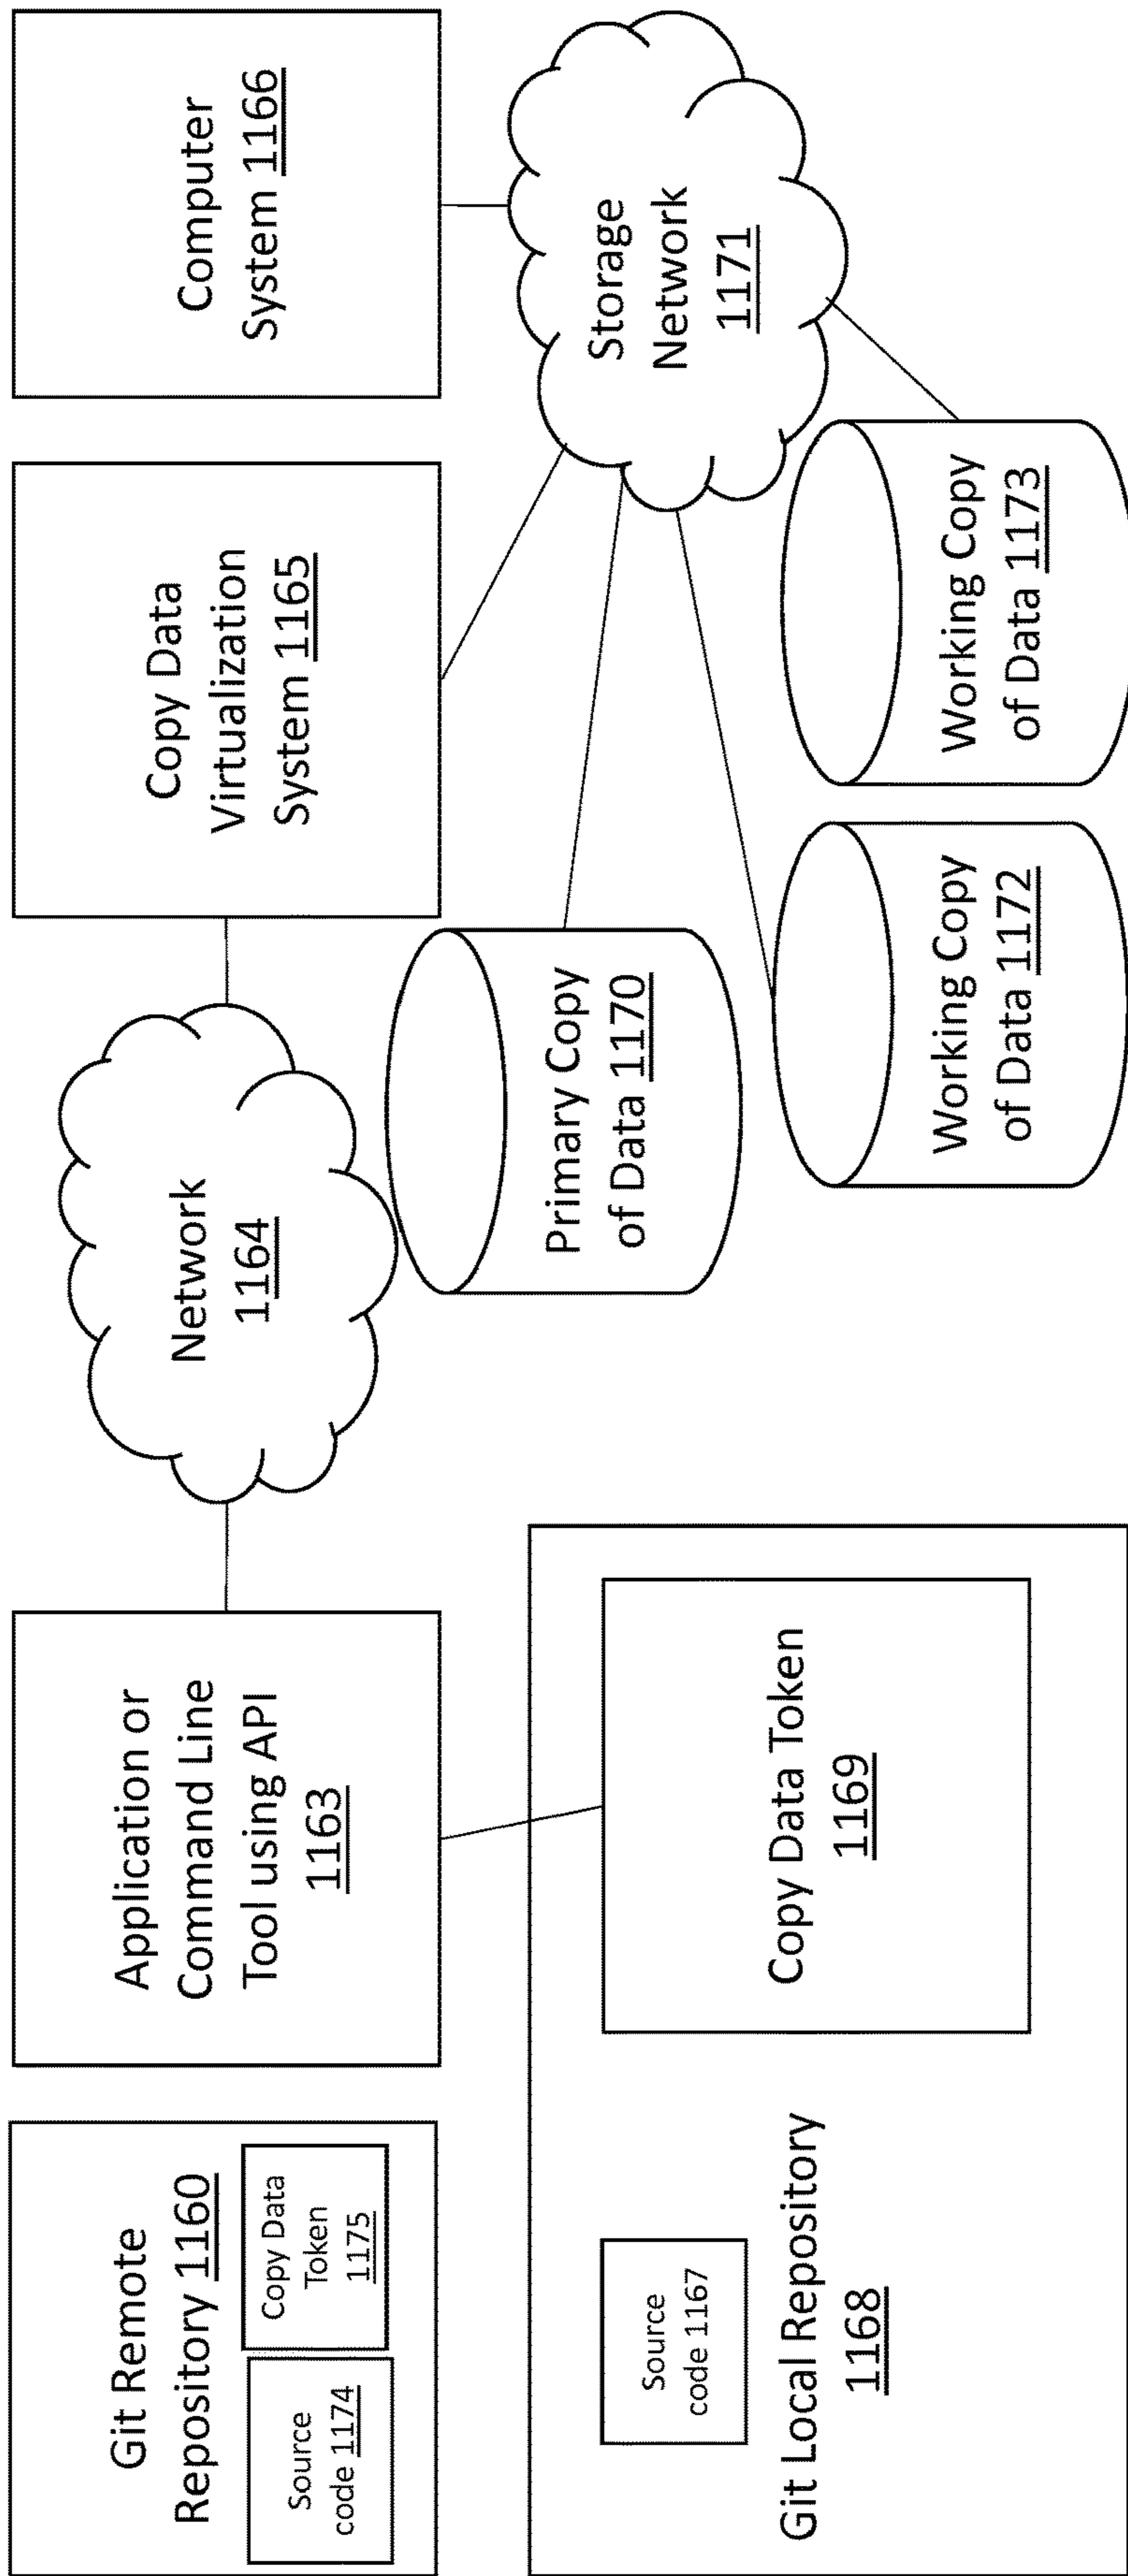 Git Remote
Repository 1160
Source
code 1174
Copy Data
Token
1175
Application or
Command Line
Tool using API
1163
Network
1164
Copy Data
Virtualization
System 1165
Computer
System 1166
Source
code 1167
Git Local Repository
1168
Copy Data Token
1169
Primary Copy
of Data 1170
Storage
Network
1171
Working Copy
of Data 1172
Working Copy
of Data 1173